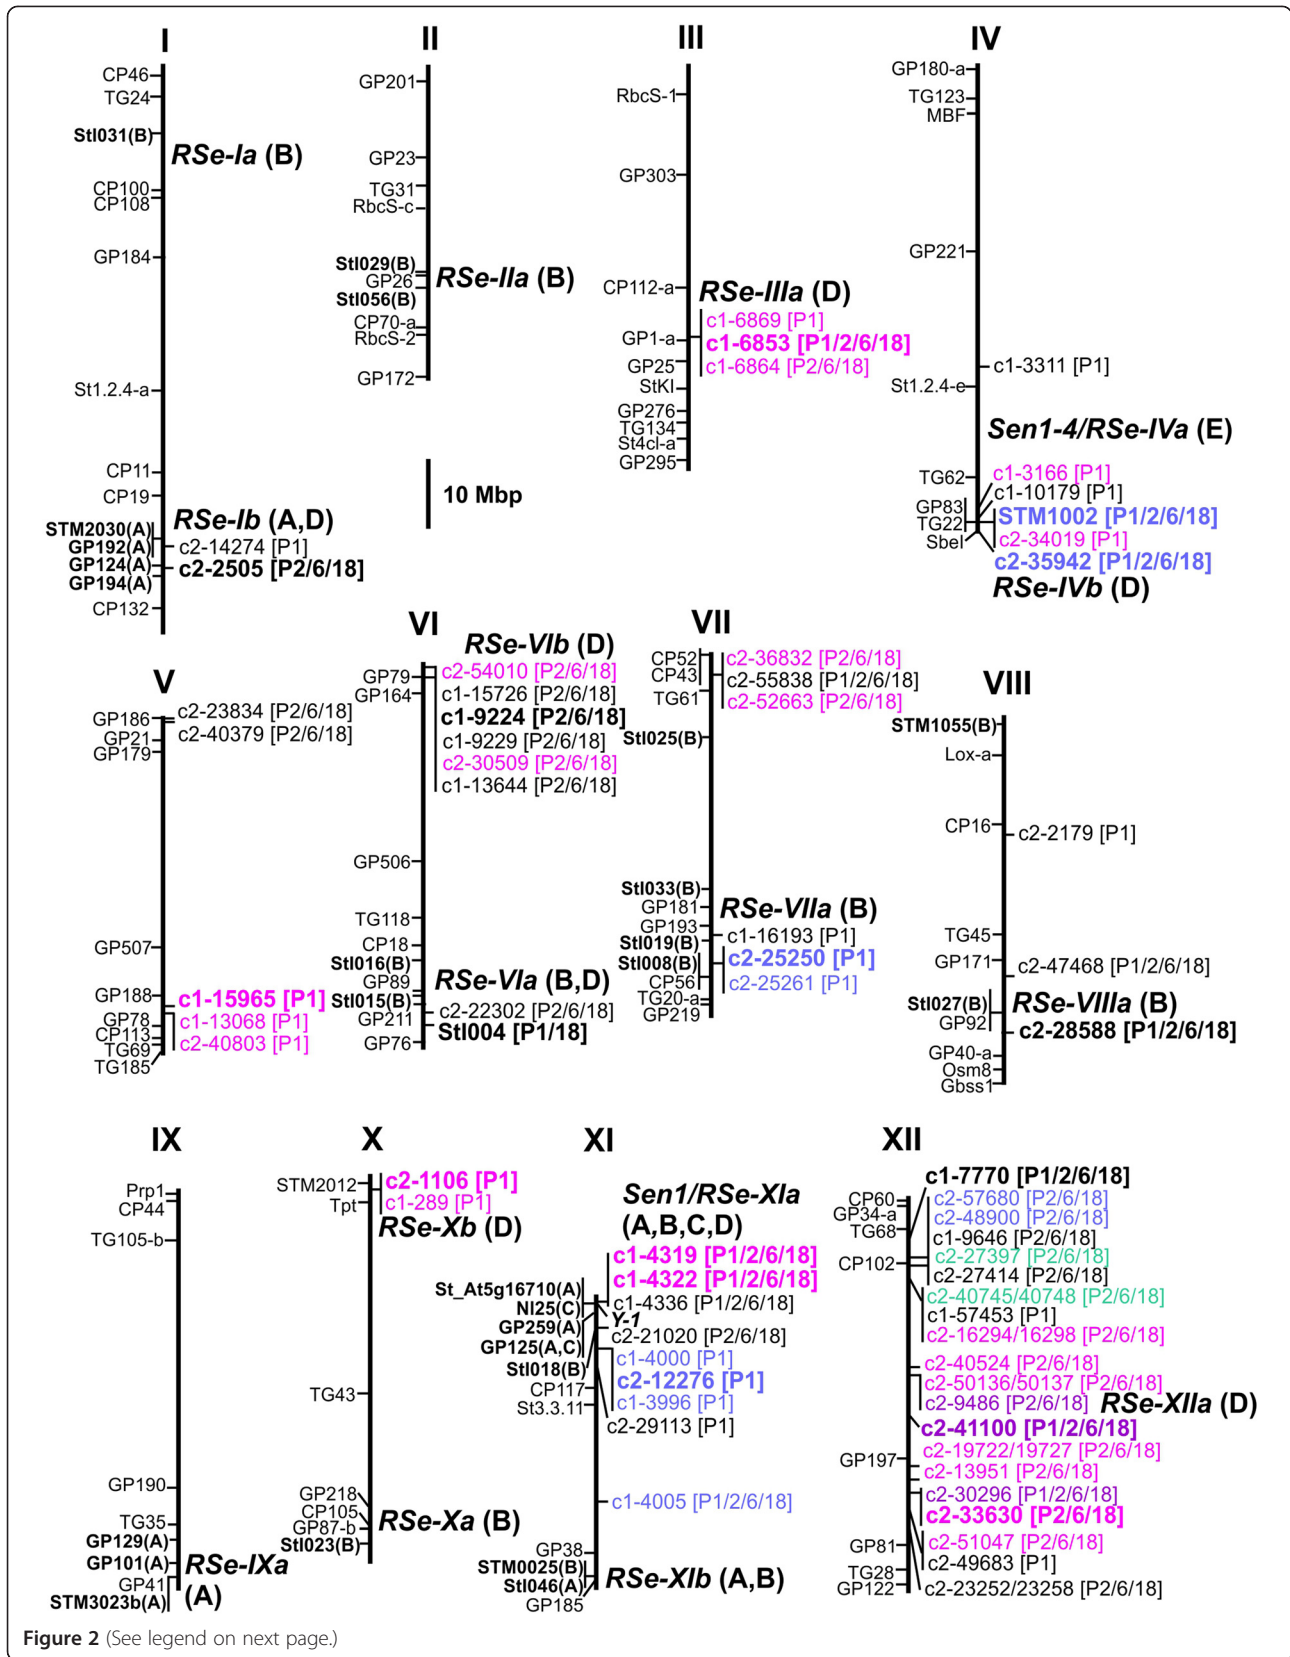 I
CP46
TG24
StI031(B)
RSe-Ia (B)
CP100
CP108
GP184
St1.2.4-a
CP11
CP19
RSe-Ib (A,D)
STM2030(A)
GP192(A)
c2-14274 [P1]
GP124(A)
c2-2505 [P2/6/18]
GP194(A)
CP132
II
GP201
GP23
TG31
RbcS-c
StI029(B)
GP26
RSe-IIa (B)
StI056(B)
CP70-a
RbcS-2
GP172
10 Mbp
III
RbcS-1
GP303
CP112-a
RSe-IIIa (D)
c1-6869 [P1]
GP1-a
c1-6853 [P1/2/6/18]
GP25
c1-6864 [P2/6/18]
StKI
GP276
TG134
St4cl-a
GP295
IV
GP180-a
TG123
MBF
GP221
c1-3311 [P1]
St1.2.4-e
Sen1-4/RSe-IVa (E)
TG62
c1-3166 [P1]
c1-10179 [P1]
GP83
STM1002 [P1/2/6/18]
TG22
SbeI
c2-34019 [P1]
c2-35942 [P1/2/6/18]
RSe-IVb (D)
V
GP186
c2-23834 [P2/6/18]
GP21
c2-40379 [P2/6/18]
GP179
GP507
GP188
c1-15965 [P1]
GP78
c1-13068 [P1]
CP113
TG69
c2-40803 [P1]
TG185
VI
RSe-VIb (D)
GP79
c2-54010 [P2/6/18]
GP164
c1-15726 [P2/6/18]
c1-9224 [P2/6/18]
c1-9229 [P2/6/18]
c2-30509 [P2/6/18]
c1-13644 [P2/6/18]
GP506
TG118
CP18
StI016(B)
GP89
RSe-VIa (B,D)
StI015(B)
c2-22302 [P2/6/18]
GP211
StI004 [P1/18]
GP76
VII
CP52
c2-36832 [P2/6/18]
CP43
c2-55838 [P1/2/6/18]
TG61
c2-52663 [P2/6/18]
StI025(B)
StI033(B)
GP181
RSe-VIIa (B)
GP193
c1-16193 [P1]
StI019(B)
c2-25250 [P1]
StI008(B)
CP56
c2-25261 [P1]
TG20-a
GP219
VIII
STM1055(B)
Lox-a
CP16
c2-2179 [P1]
TG45
GP171
c2-47468 [P1/2/6/18]
StI027(B)
RSe-VIIIa (B)
GP92
c2-28588 [P1/2/6/18]
GP40-a
Osm8
Gbss1
IX
Prp1
CP44
TG105-b
GP190
TG35
GP129(A)
GP101(A)
RSe-IXa
GP41
(A)
STM3023b(A)
X
STM2012
c2-1106 [P1]
Tpt
c1-289 [P1]
RSe-Xb (D)
TG43
GP218
CP105
RSe-Xa (B)
GP87-b
StI023(B)
XI
Sen1/RSe-XIa
(A,B,C,D)
c1-4319 [P1/2/6/18]
c1-4322 [P1/2/6/18]
St_At5g16710(A)
c1-4336 [P1/2/6/18]
Nl25(C)
Y-1
GP259(A)
c2-21020 [P2/6/18]
GP125(A,C)
c1-4000 [P1]
StI018(B)
c2-12276 [P1]
CP117
c1-3996 [P1]
St3.3.11
c2-29113 [P1]
c1-4005 [P1/2/6/18]
GP38
STM0025(B)
RSe-XIb (A,B)
StI046(A)
GP185
XII
c1-7770 [P1/2/6/18]
CP60
c2-57680 [P2/6/18]
GP34-a
c2-48900 [P2/6/18]
TG68
c1-9646 [P2/6/18]
CP102
c2-27397 [P2/6/18]
c2-27414 [P2/6/18]
c2-40745/40748 [P2/6/18]
c1-57453 [P1]
c2-16294/16298 [P2/6/18]
c2-40524 [P2/6/18]
c2-50136/50137 [P2/6/18]
c2-9486 [P2/6/18]
RSe-XIIa (D)
c2-41100 [P1/2/6/18]
GP197
c2-19722/19727 [P2/6/18]
c2-13951 [P2/6/18]
c2-30296 [P1/2/6/18]
c2-33630 [P2/6/18]
GP81
c2-51047 [P2/6/18]
c2-49683 [P1]
TG28
GP122
c2-23252/23258 [P2/6/18]
Figure 2 (See legend on next page.)